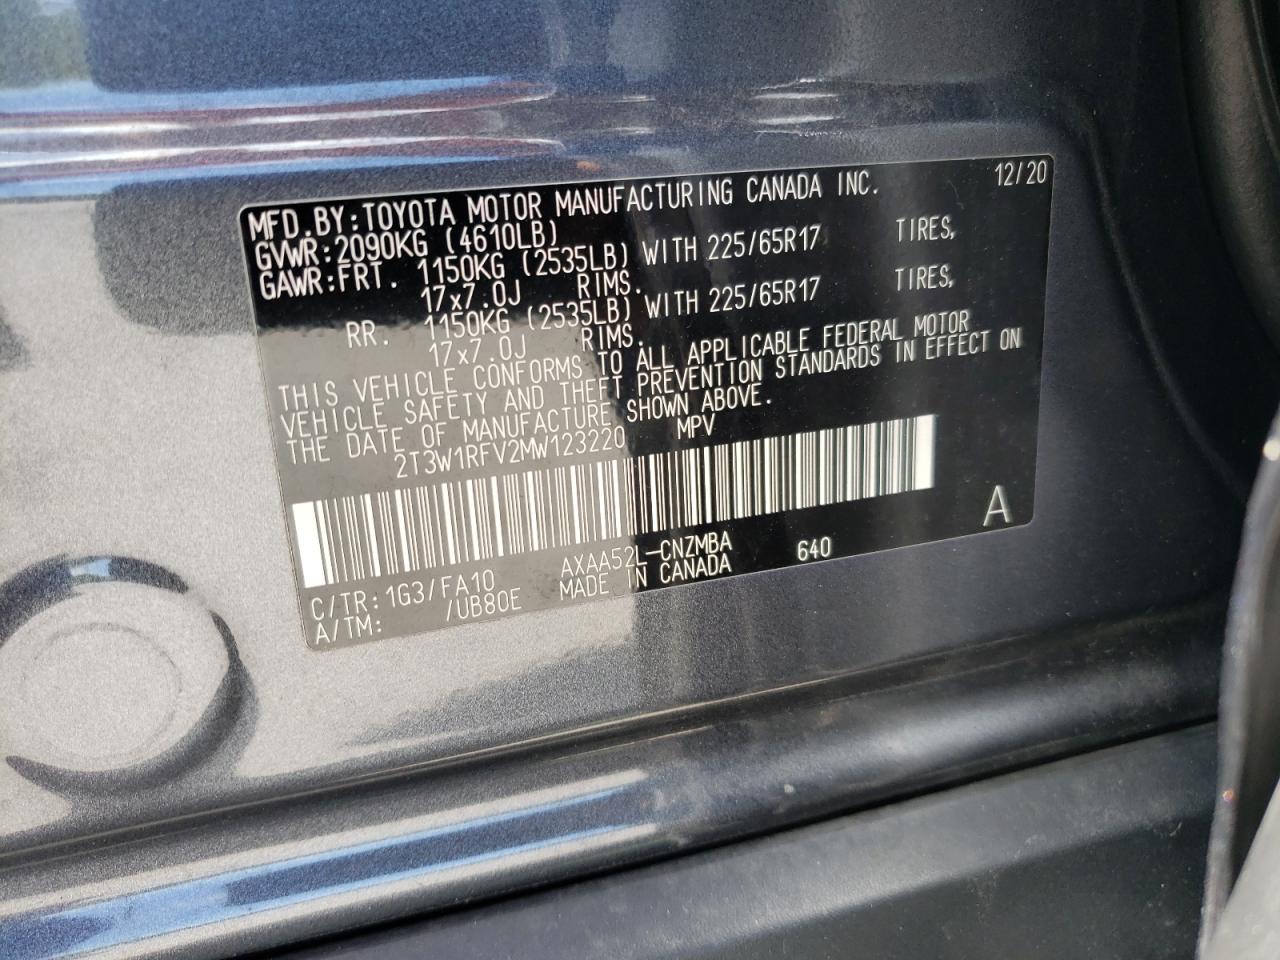 12/20
MFD.BY:TOYOTA MOTOR MANUFACTURING CANADA INC.
GVWR:2090KG (4610LB)
GAWR:FRT. 1150KG (2535LB) WITH 225/65R17 TIRES,
17x7.0J RIMS.
RR. 1150KG (2535LB) WITH 225/65R17 TIRES,
17x7.0J RIMS.
THIS VEHICLE CONFORMS TO ALL APPLICABLE FEDERAL MOTOR
VEHICLE SAFETY AND THEFT PREVENTION STANDARDS IN EFFECT ON
THE DATE OF MANUFACTURE SHOWN ABOVE.
2T3W1RFV2MW123220 MPV
A
C/TR:1G3/FA10 AXAA52L-CNZMBA 640
A/TM: /UB80E MADE IN CANADA